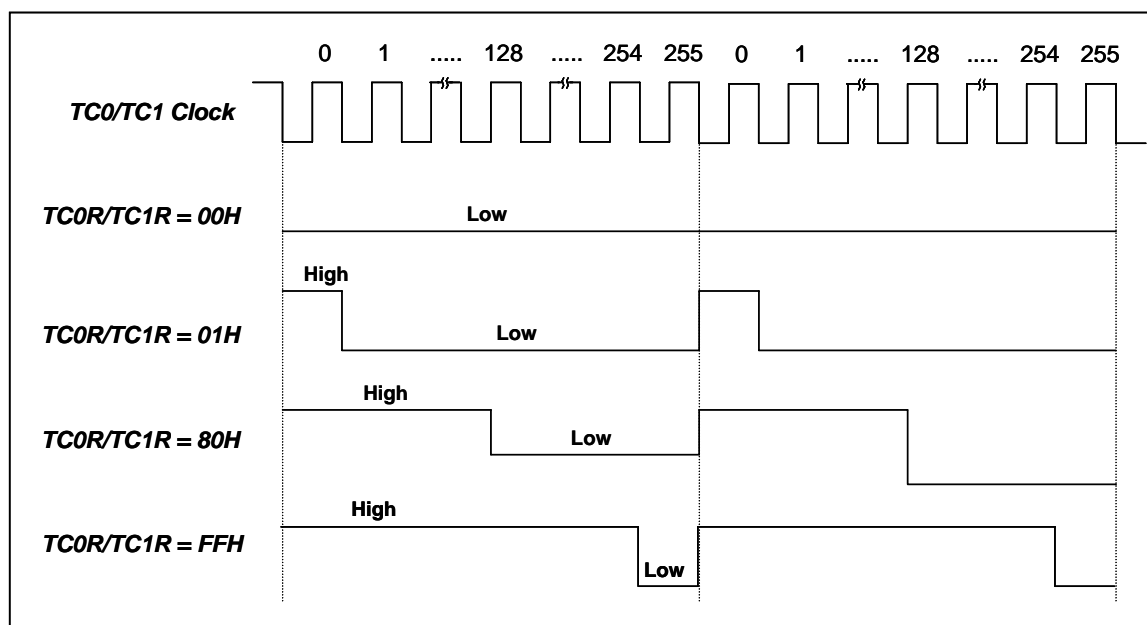 0 1 ..... 128 ..... 254 255 0 1 ..... 128 ..... 254 255
TC0/TC1 Clock
TC0R/TC1R = 00H
Low
High
TC0R/TC1R = 01H
Low
High
TC0R/TC1R = 80H
Low
High
TC0R/TC1R = FFH
Low